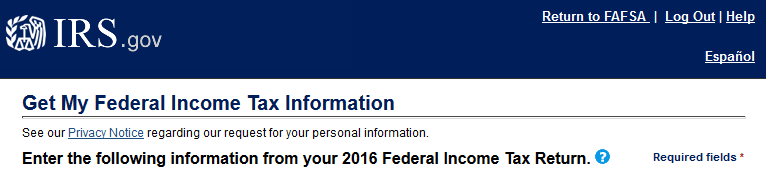 Return to FAFSA | Log Out | Help
IRS.gov
Español
Get My Federal Income Tax Information
See our Privacy Notice regarding our request for your personal information.
Enter the following information from your 2016 Federal Income Tax Return. ? Required fields *